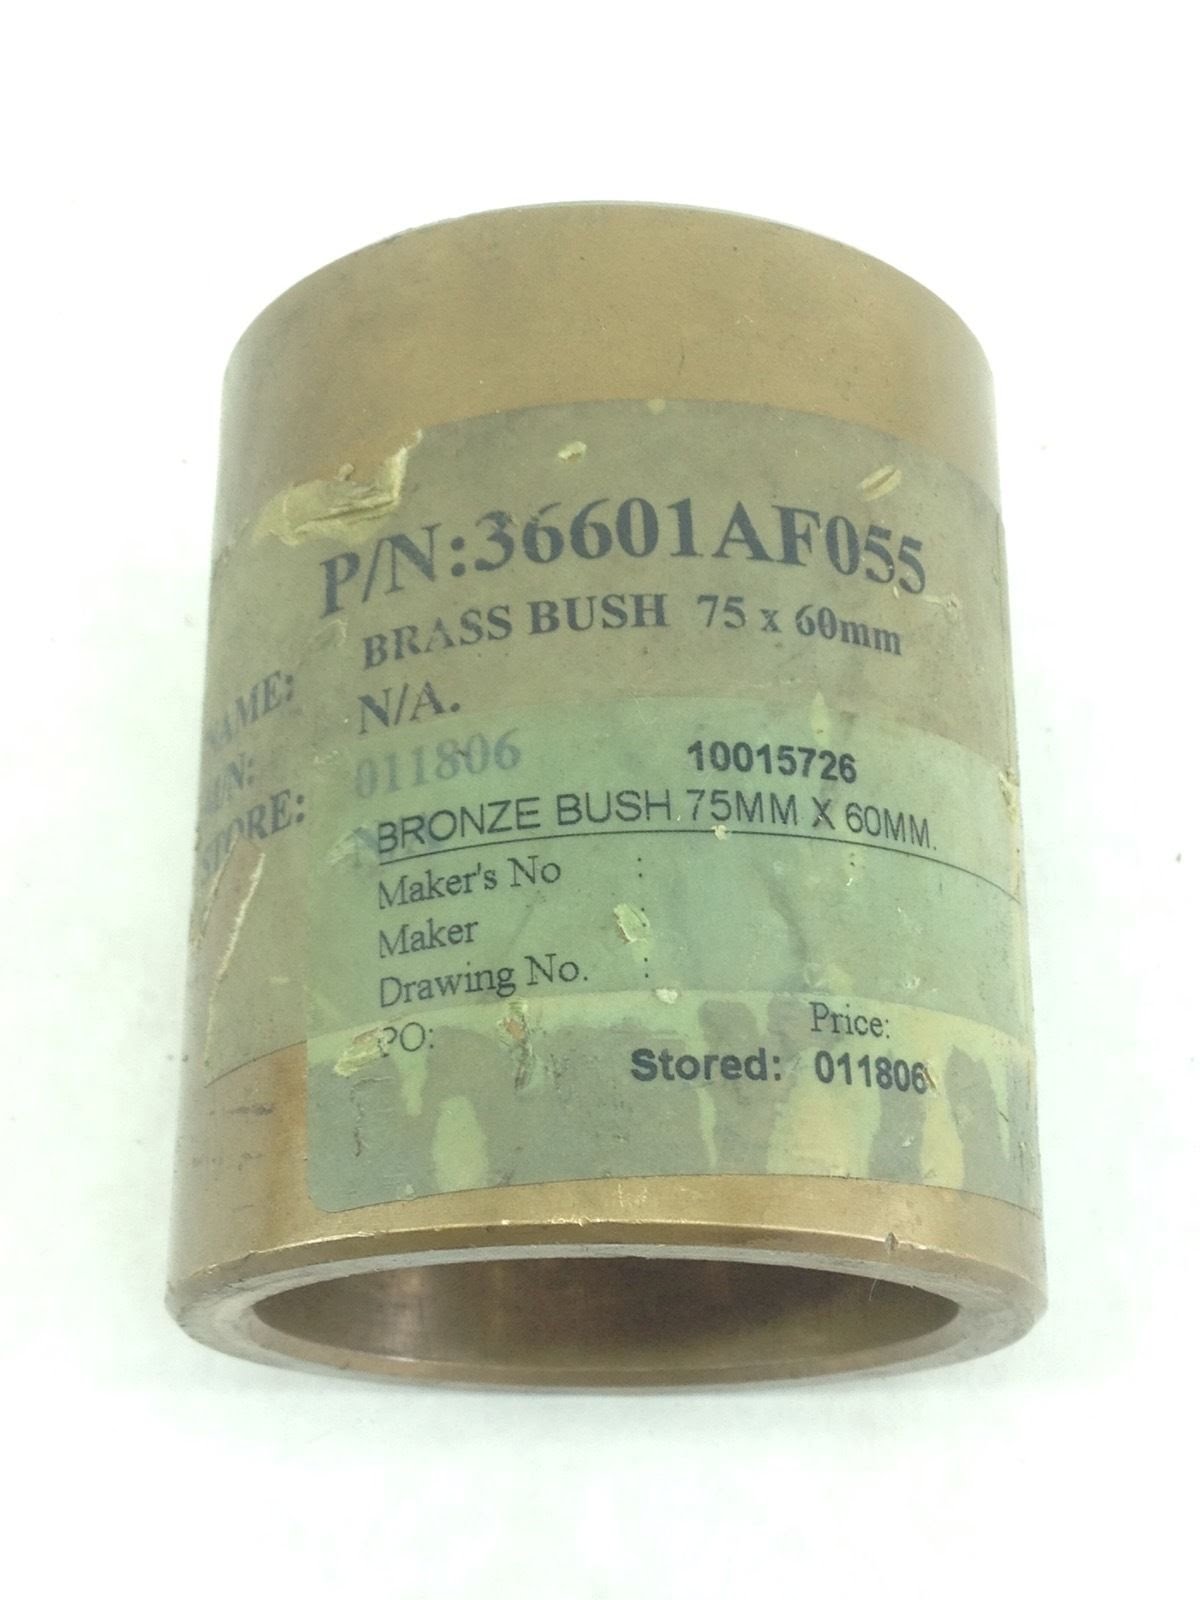 P/N:36601AF055
NAME: BRASS BUSH 75 x 60mm
N/A.
STORE: 011806
10015726
BRONZE BUSH 75MM X 60MM.
Maker's No :
Maker :
Drawing No. :
PO: Price:
Stored: 011806